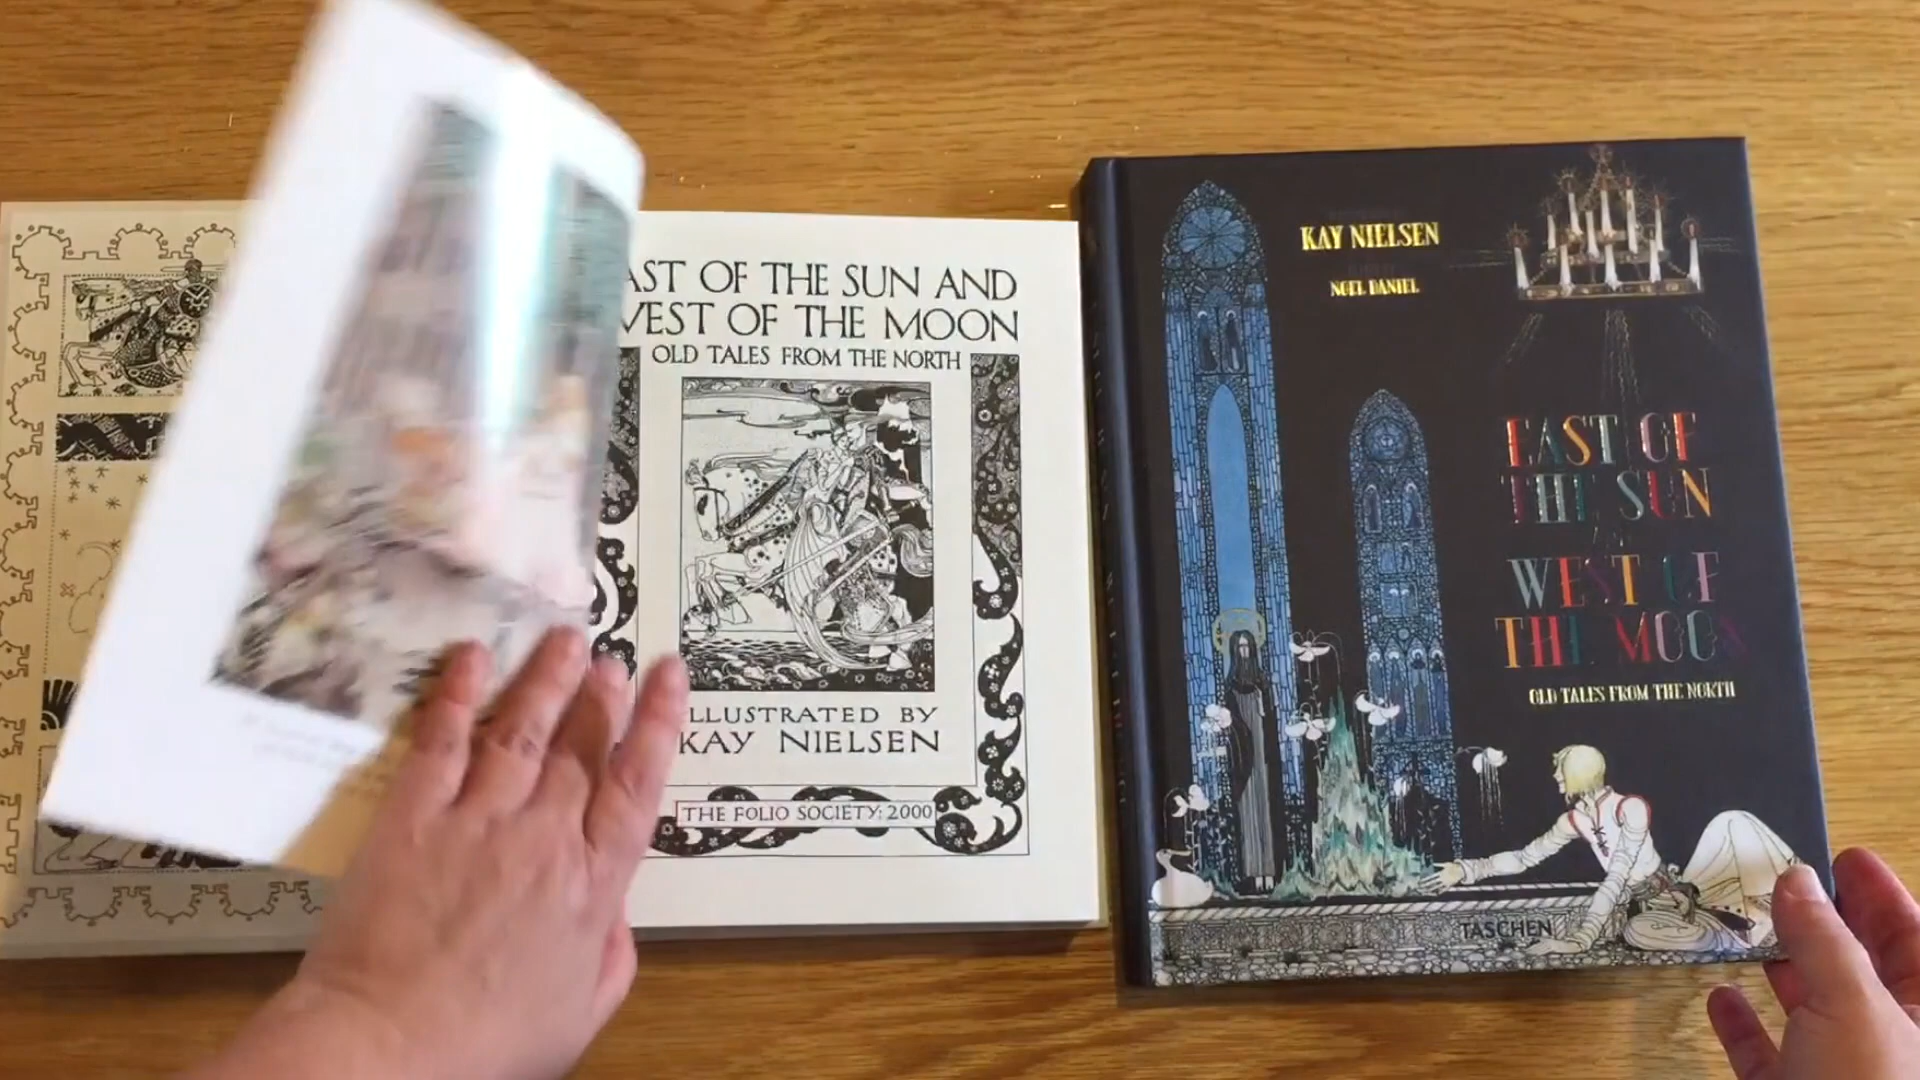 AST OF THE SUN AND
WEST OF THE MOON
OLD TALES FROM THE NORTH
LLUSTRATED BY
KAY NIELSEN
THE FOLIO SOCIETY: 2000
KAY NIELSEN
NOEL DANIEL
EAST OF
THE SUN
WEST OF
THE MOON
OLD TALES FROM THE NORTH
TASCHEN